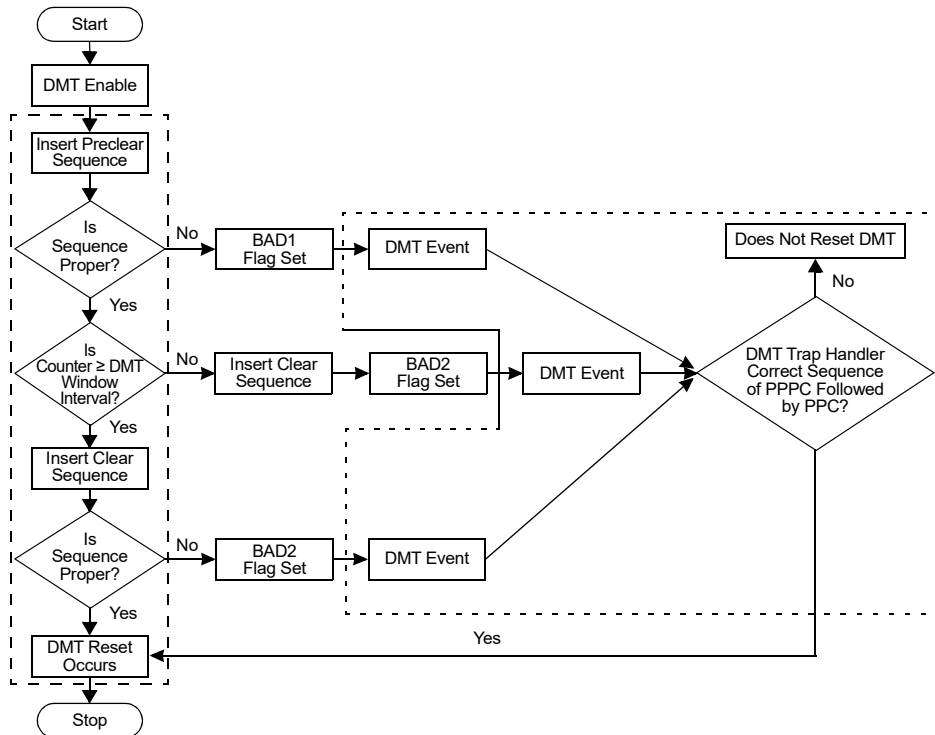 Start
DMT Enable
Insert Preclear
Sequence
Is
Sequence
Proper?
No
BAD1
Flag Set
DMT Event
Does Not Reset DMT
No
Yes
Is
Counter ≥ DMT
Window
Interval?
No
Insert Clear
Sequence
BAD2
Flag Set
DMT Event
DMT Trap Handler
Correct Sequence
of PPPC Followed
by PPC?
Yes
Insert Clear
Sequence
Is
Sequence
Proper?
No
BAD2
Flag Set
DMT Event
Yes
Yes
DMT Reset
Occurs
Stop